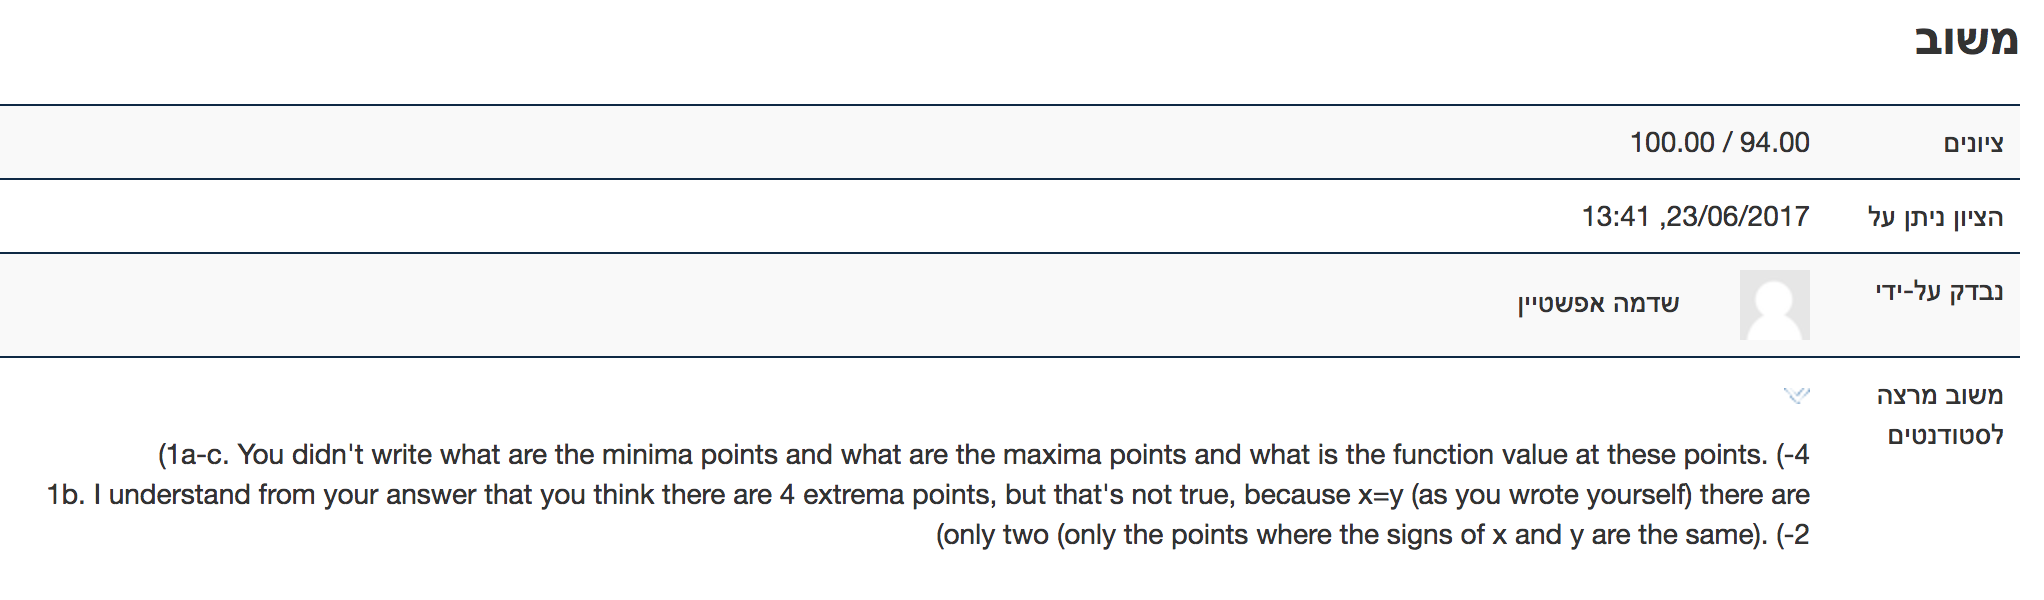 משוב
ציונים 94.00 / 100.00
הציון ניתן על 23/06/2017, 13:41
נבדק על-ידי שדמה אפשטיין
משוב מרצה
לסטודנטים
(1a-c. You didn't write what are the minima points and what are the maxima points and what is the function value at these points. (-4
1b. I understand from your answer that you think there are 4 extrema points, but that's not true, because x=y (as you wrote yourself) there are
(only two (only the points where the signs of x and y are the same). (-2